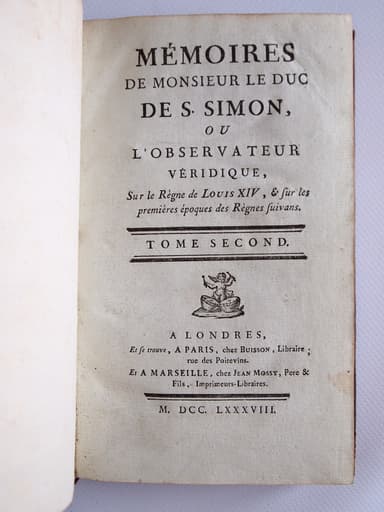 MÉMOIRES
DE MONSIEUR LE DUC
DE S. SIMON,
OU
L'OBSERVATEUR
VÉRIDIQUE,
Sur le Règne de LOUIS XIV, & ſur les
premières époques des Règnes ſuivans.
TOME SECOND.
A LONDRES,
Et ſe trouve, A PARIS, chez BUISSON, Libraire;
rue des Poitevins.
Et A MARSEILLE, chez JEAN MOSSY, Pere &
Fils, Imprimeurs-Libraires.
M. DCC. LXXXVIII.